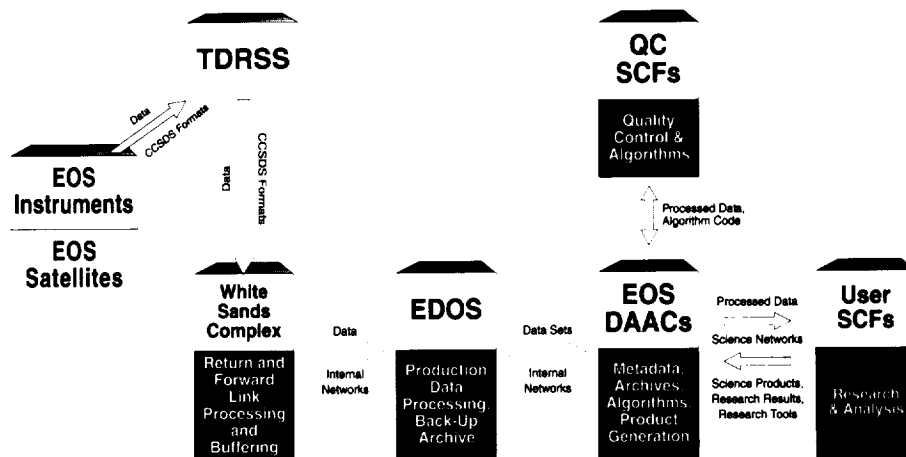 TDRSS
Data
CCSDS Formats
EOS
Instruments
EOS
Satellites
Data
CCSDS Formats
QC
SCFs
Quality
Control &
Algorithms
Processed Data,
Algorithm Code
White
Sands
Complex
Return and
Forward
Link
Processing
and
Buffering
Data
Internal
Networks
EDOS
Production
Data
Processing,
Back-Up
Archive
Data Sets
Internal
Networks
EOS
DAACs
Metadata,
Archives,
Algorithms,
Product
Generation
Processed Data
Science Networks
Science Products,
Research Results,
Research Tools
User
SCFs
Research
& Analysis